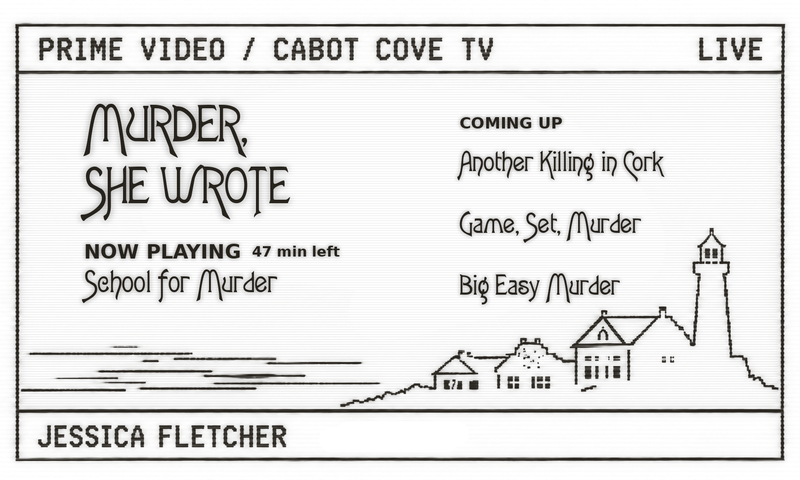 PRIME VIDEO / CABOT COVE TV
LIVE
MURDER,
SHE WROTE
NOW PLAYING 47 min left
School for Murder
COMING UP
Another Killing in Cork
Game, Set, Murder
Big Easy Murder
JESSICA FLETCHER